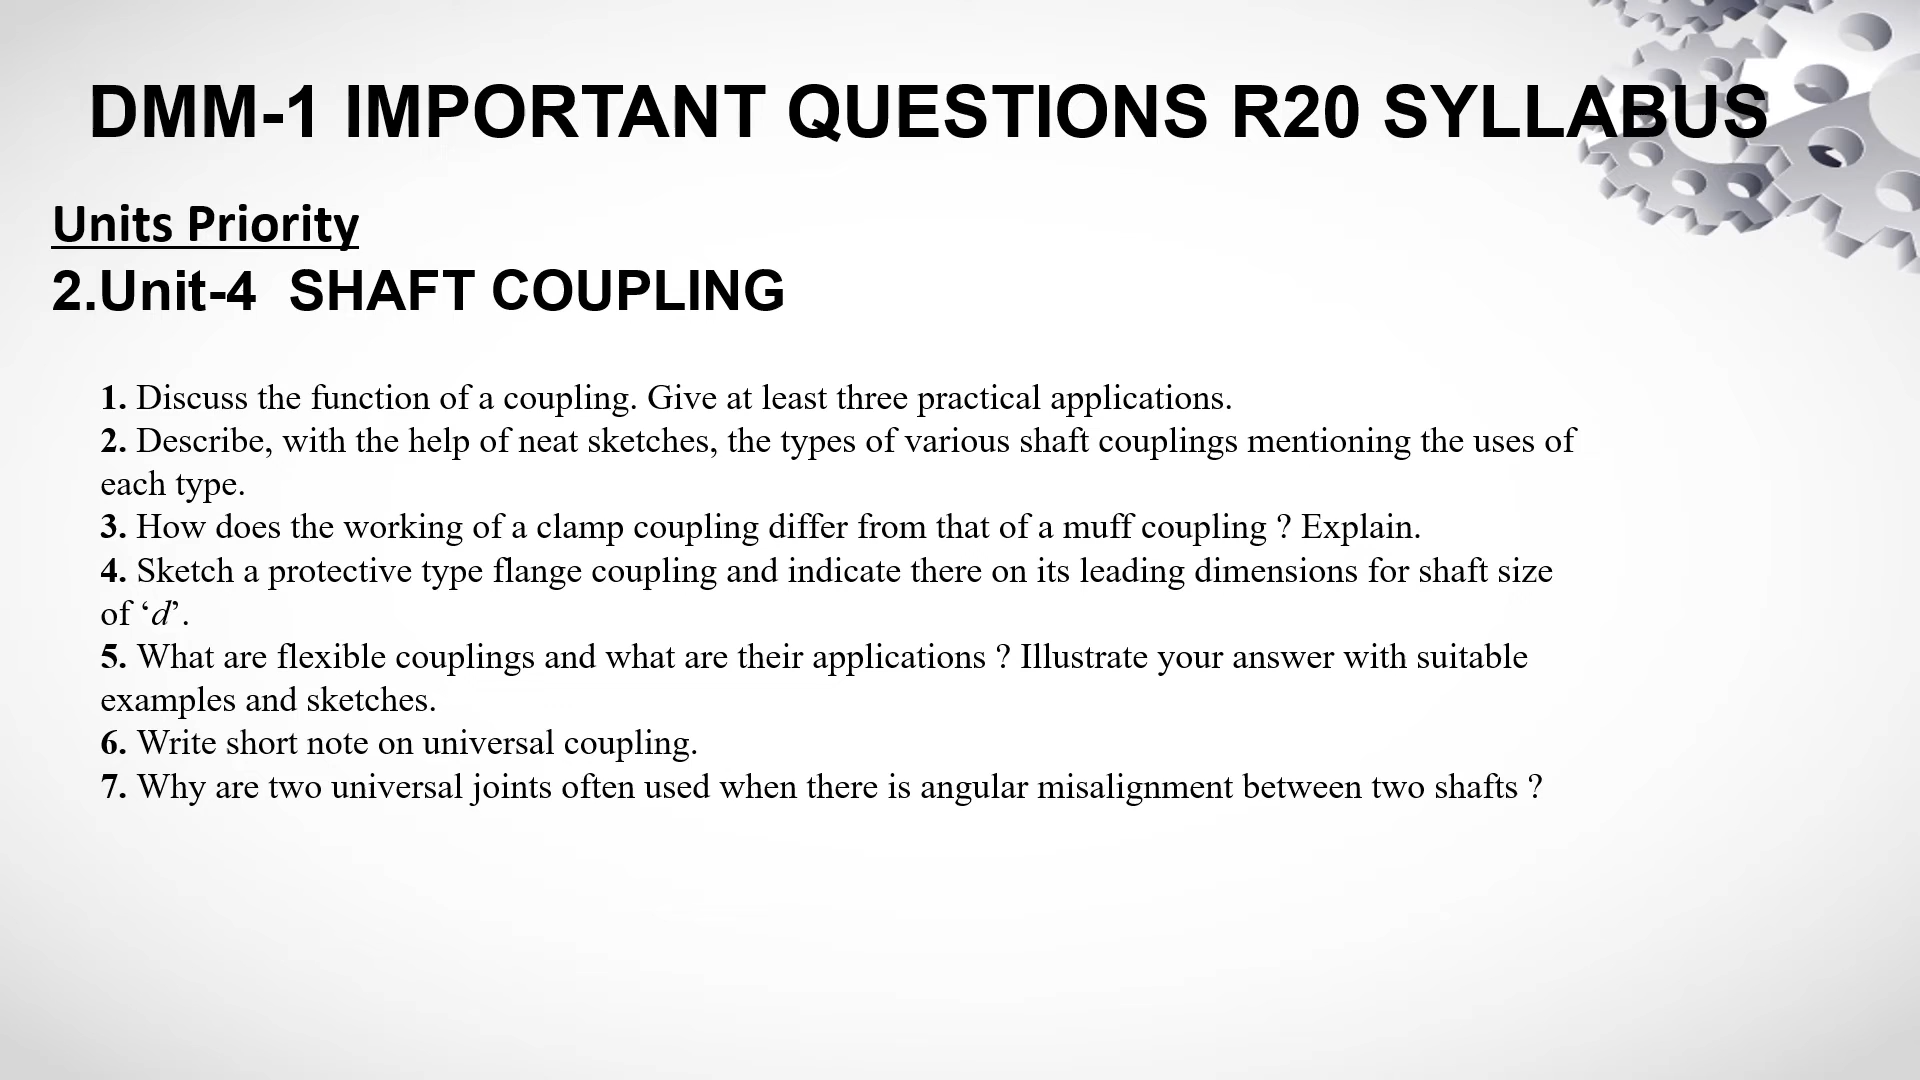 DMM-1 IMPORTANT QUESTIONS R20 SYLLABUS
Units Priority
2.Unit-4 SHAFT COUPLING
1. Discuss the function of a coupling. Give at least three practical applications.
2. Describe, with the help of neat sketches, the types of various shaft couplings mentioning the uses of
each type.
3. How does the working of a clamp coupling differ from that of a muff coupling ? Explain.
4. Sketch a protective type flange coupling and indicate there on its leading dimensions for shaft size
of ‘d’.
5. What are flexible couplings and what are their applications ? Illustrate your answer with suitable
examples and sketches.
6. Write short note on universal coupling.
7. Why are two universal joints often used when there is angular misalignment between two shafts ?